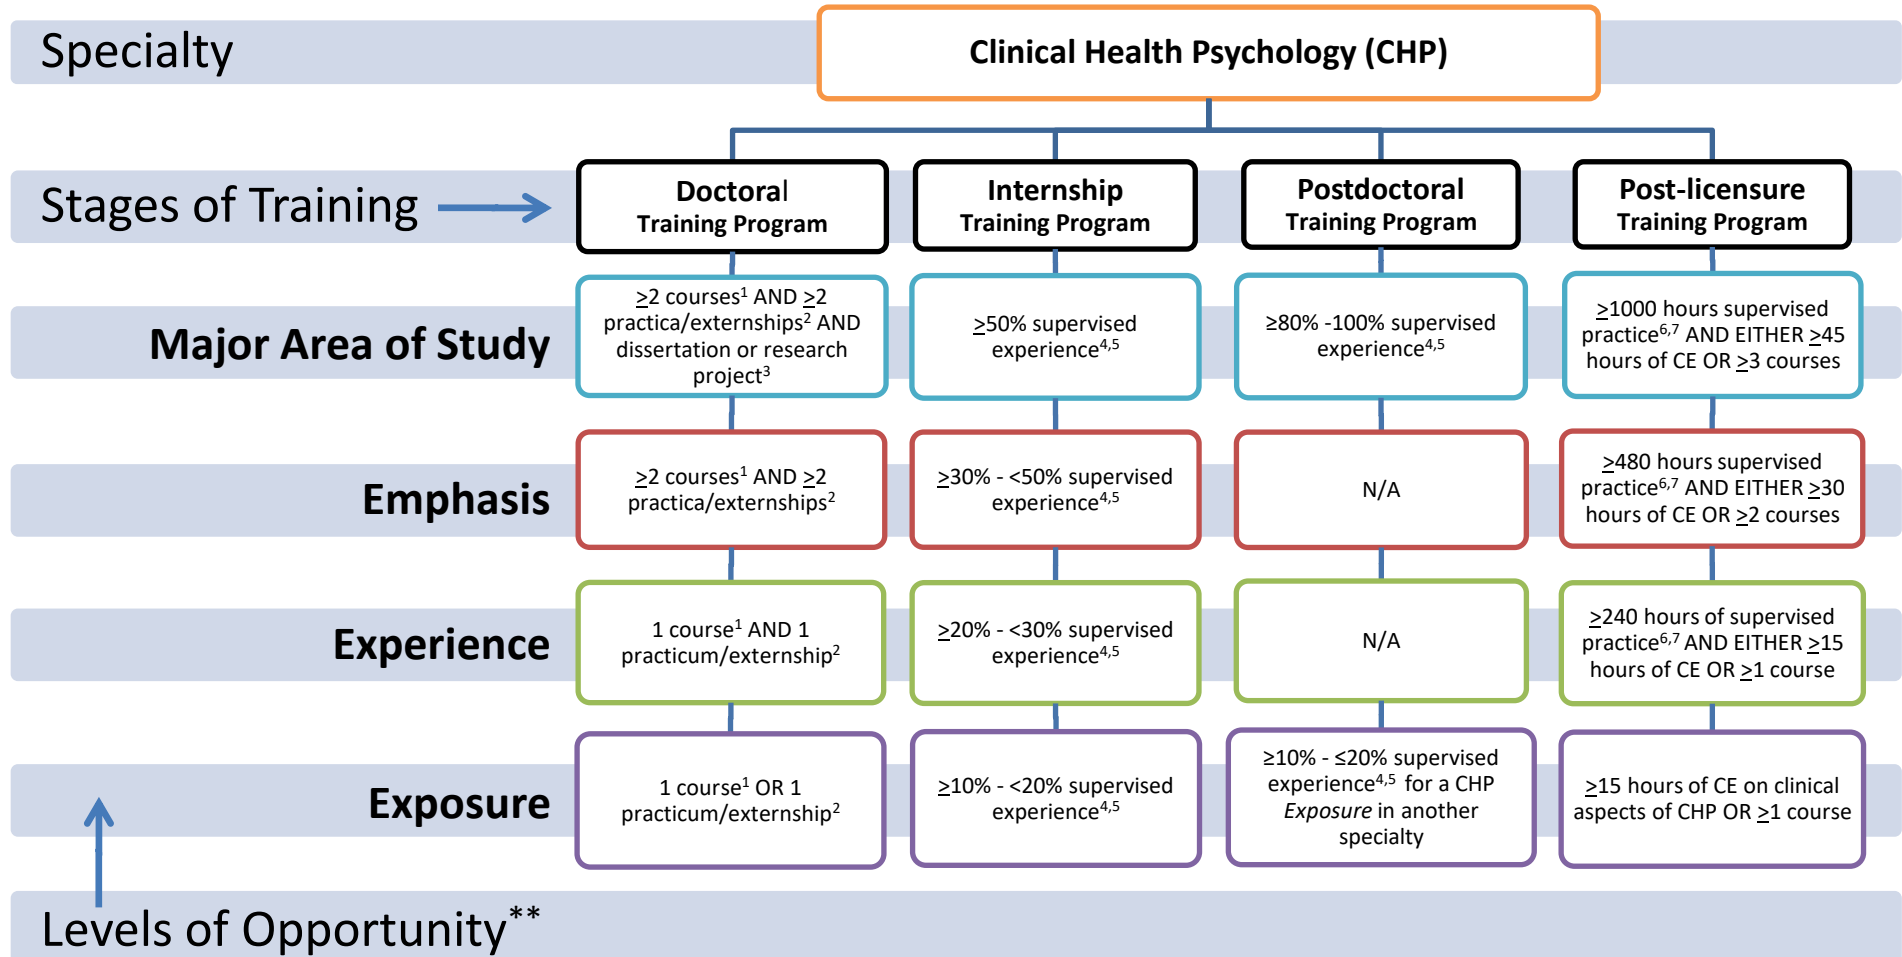 Specialty
Clinical Health Psychology (CHP)
Stages of Training
Doctoral
Training Program
Internship
Training Program
Postdoctoral
Training Program
Post-licensure
Training Program
Major Area of Study
≥2 courses¹ AND ≥2
practica/externships² AND
dissertation or research
project³
≥50% supervised
experience⁴,⁵
≥80% -100% supervised
experience⁴,⁵
≥1000 hours supervised
practice⁶,⁷ AND EITHER ≥45
hours of CE OR ≥3 courses
Emphasis
≥2 courses¹ AND ≥2
practica/externships²
≥30% - <50% supervised
experience⁴,⁵
N/A
≥480 hours supervised
practice⁶,⁷ AND EITHER ≥30
hours of CE OR ≥2 courses
Experience
1 course¹ AND 1
practicum/externship²
≥20% - <30% supervised
experience⁴,⁵
N/A
≥240 hours of supervised
practice⁶,⁷ AND EITHER ≥15
hours of CE OR ≥1 course
Exposure
1 course¹ OR 1
practicum/externship²
≥10% - <20% supervised
experience⁴,⁵
≥10% - ≤20% supervised
experience⁴,⁵ for a CHP
Exposure in another
specialty
≥15 hours of CE on clinical
aspects of CHP OR ≥1 course
Levels of Opportunity**